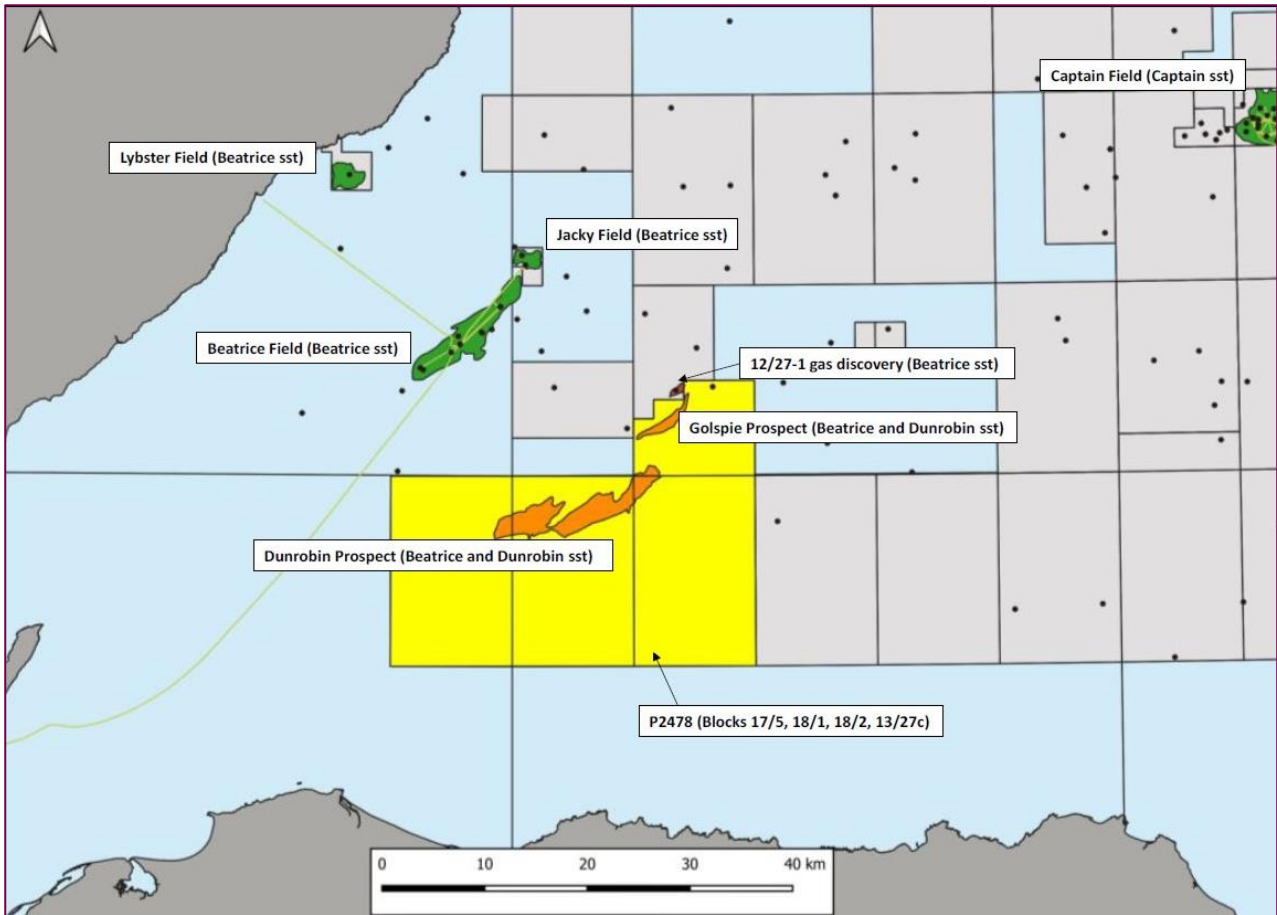 Captain Field (Captain sst)
Lybster Field (Beatrice sst)
Jacky Field (Beatrice sst)
Beatrice Field (Beatrice sst)
12/27-1 gas discovery (Beatrice sst)
Golspie Prospect (Beatrice and Dunrobin sst)
Dunrobin Prospect (Beatrice and Dunrobin sst)
P2478 (Blocks 17/5, 18/1, 18/2, 13/27c)
0 10 20 30 40 km